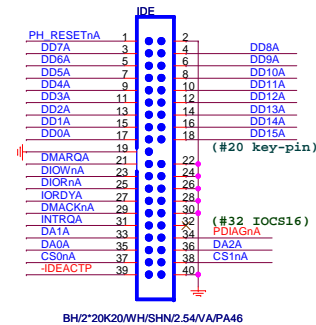 IDE
PH_RESETnA 1 2
DD7A 3 4 DD8A
DD6A 5 6 DD9A
DD5A 7 8 DD10A
DD4A 9 10 DD11A
DD3A 11 12 DD12A
DD2A 13 14 DD13A
DD1A 15 16 DD14A
DD0A 17 18 DD15A
19 (#20 key-pin)
DMARQA 21 22
DIOWnA 23 24
DIORnA 25 26
IORDYA 27 28
DMACKnA 29 30
INTRQA 31 32 (#32 IOCS16)
DA1A 33 34 PDIAGnA
DA0A 35 36 DA2A
CS0nA 37 38 CS1nA
-IDEACTP 39 40
BH/2*20K20/WH/SHN/2.54/VA/PA46